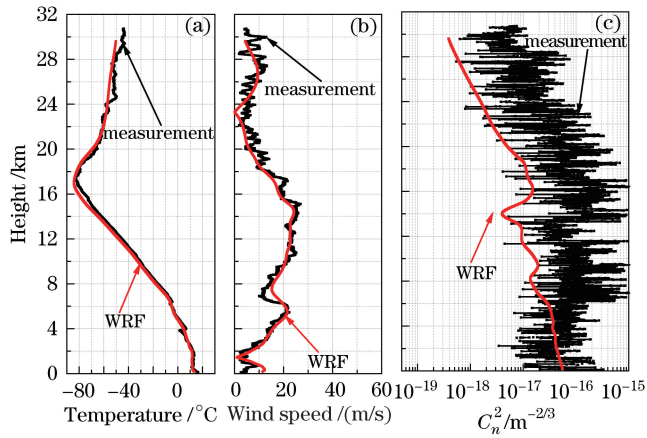 (a)
(b)
(c)
32
28
24
20
16
12
8
4
0
Height /km
measurement
measurement
measurement
WRF
WRF
WRF
−80
−40
0
0
20
40
60
10⁻¹⁹
10⁻¹⁸
10⁻¹⁷
10⁻¹⁶
10⁻¹⁵
Temperature /°C
Wind speed /(m/s)
Cₙ²/m⁻²/³